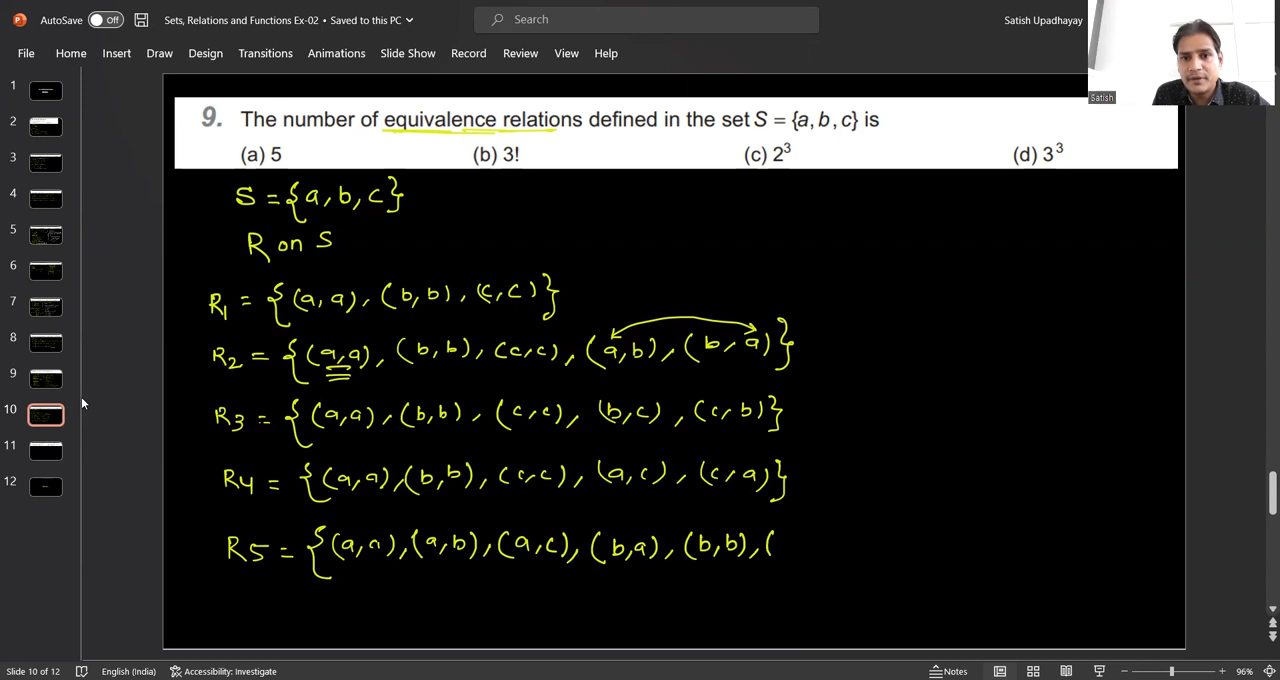 AutoSave Off Sets, Relations and Functions Ex-02 • Saved to this PC Search Satish Upadhayay
File Home Insert Draw Design Transitions Animations Slide Show Record Review View Help
Satish
1
2
3
4
5
6
7
8
9
10
11
12
9. The number of equivalence relations defined in the set S = {a, b, c} is
(a) 5 (b) 3! (c) 2³ (d) 3³
S = {a, b, c}
R on S
R₁ = {(a, a), (b, b), (c, c)}
R₂ = {(a,a), (b, b), (c, c), (a, b), (b, a)}
R₃ = {(a,a), (b,b), (c,c), (b,c), (c,b)}
R₄ = {(a,a),(b,b), (c,c), (a,c), (c,a)}
R5 = {(a,a),(a,b),(a,c),(b,a),(b,b),(
Slide 10 of 12 English (India) Accessibility: Investigate Notes 96%